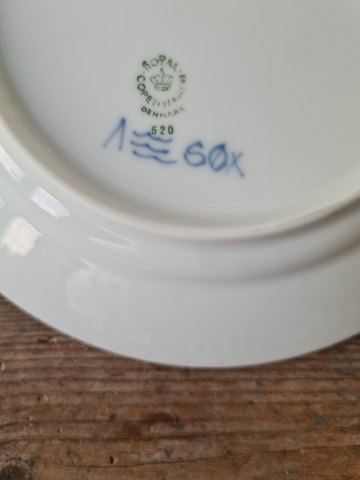 ROYAL
COPENHAGEN
DENMARK
620
1 60x